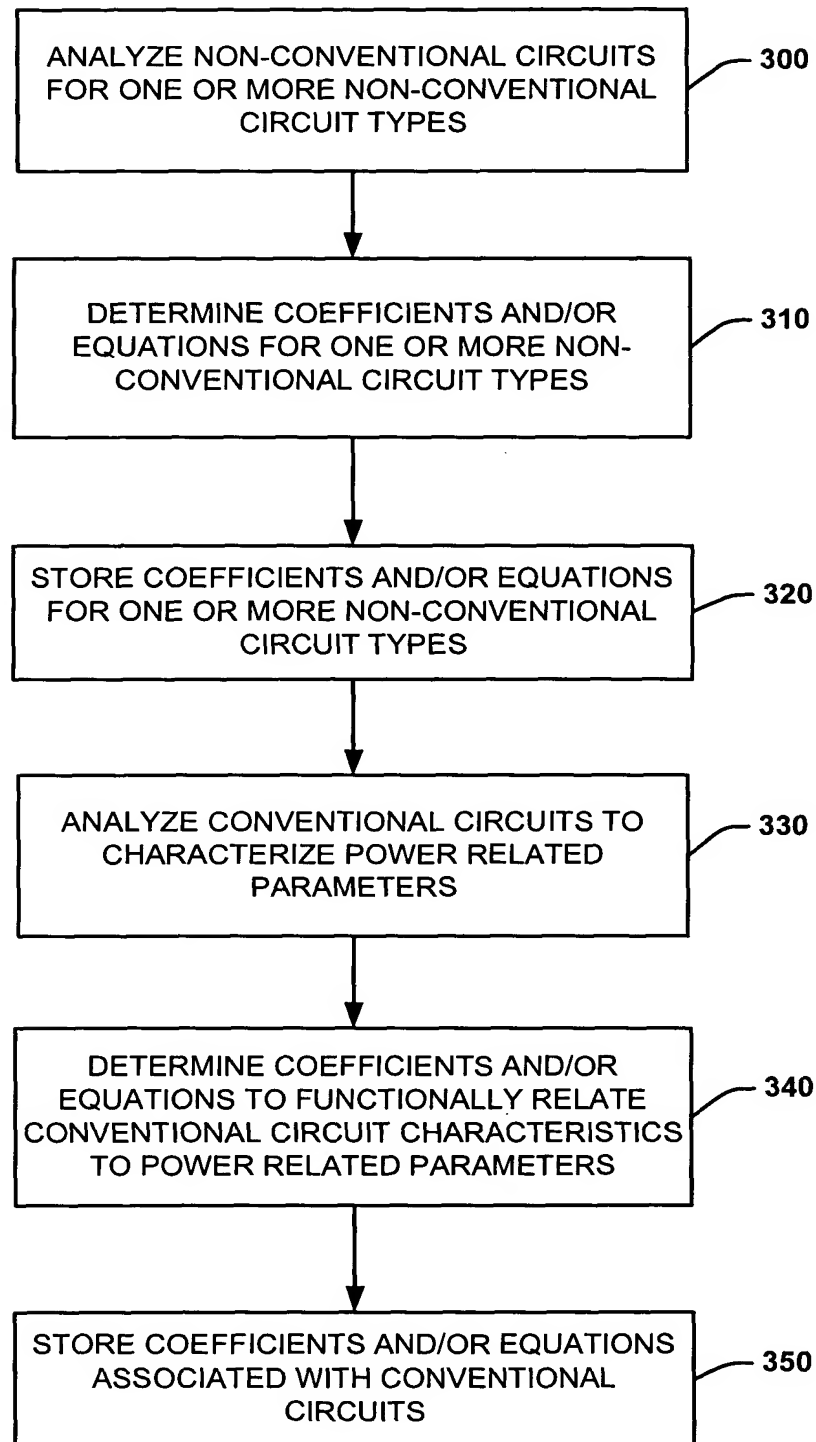 ANALYZE NON-CONVENTIONAL CIRCUITS
FOR ONE OR MORE NON-CONVENTIONAL
CIRCUIT TYPES
300
DETERMINE COEFFICIENTS AND/OR
EQUATIONS FOR ONE OR MORE NON-
CONVENTIONAL CIRCUIT TYPES
310
STORE COEFFICIENTS AND/OR EQUATIONS
FOR ONE OR MORE NON-CONVENTIONAL
CIRCUIT TYPES
320
ANALYZE CONVENTIONAL CIRCUITS TO
CHARACTERIZE POWER RELATED
PARAMETERS
330
DETERMINE COEFFICIENTS AND/OR
EQUATIONS TO FUNCTIONALLY RELATE
CONVENTIONAL CIRCUIT CHARACTERISTICS
TO POWER RELATED PARAMETERS
340
STORE COEFFICIENTS AND/OR EQUATIONS
ASSOCIATED WITH CONVENTIONAL
CIRCUITS
350